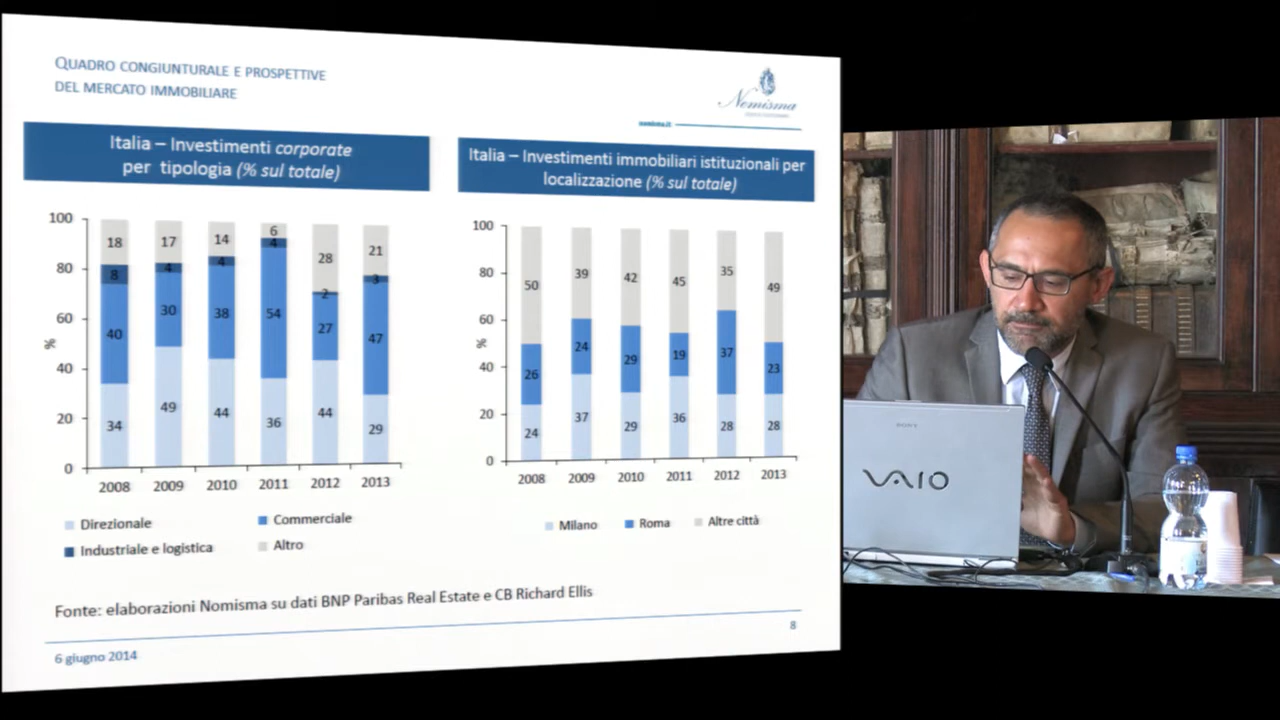 QUADRO CONGIUNTURALE E PROSPETTIVE
DEL MERCATO IMMOBILIARE
Nomisma
nomisma.it
Italia – Investimenti corporate
per tipologia (% sul totale)
100
80
60
40
20
0
%
18 17 14 6 28 21
8 4 4 4 2 3
40 30 38 54 27 47
34 49 44 36 44 29
2008 2009 2010 2011 2012 2013
Direzionale Commerciale
Industriale e logistica Altro
Italia – Investimenti immobiliari istituzionali per
localizzazione (% sul totale)
100
80
60
40
20
0
%
50 39 42 45 35 49
26 24 29 19 37 23
24 37 29 36 28 28
2008 2009 2010 2011 2012 2013
Milano Roma Altre città
Fonte: elaborazioni Nomisma su dati BNP Paribas Real Estate e CB Richard Ellis
8
6 giugno 2014
SONY
VAIO